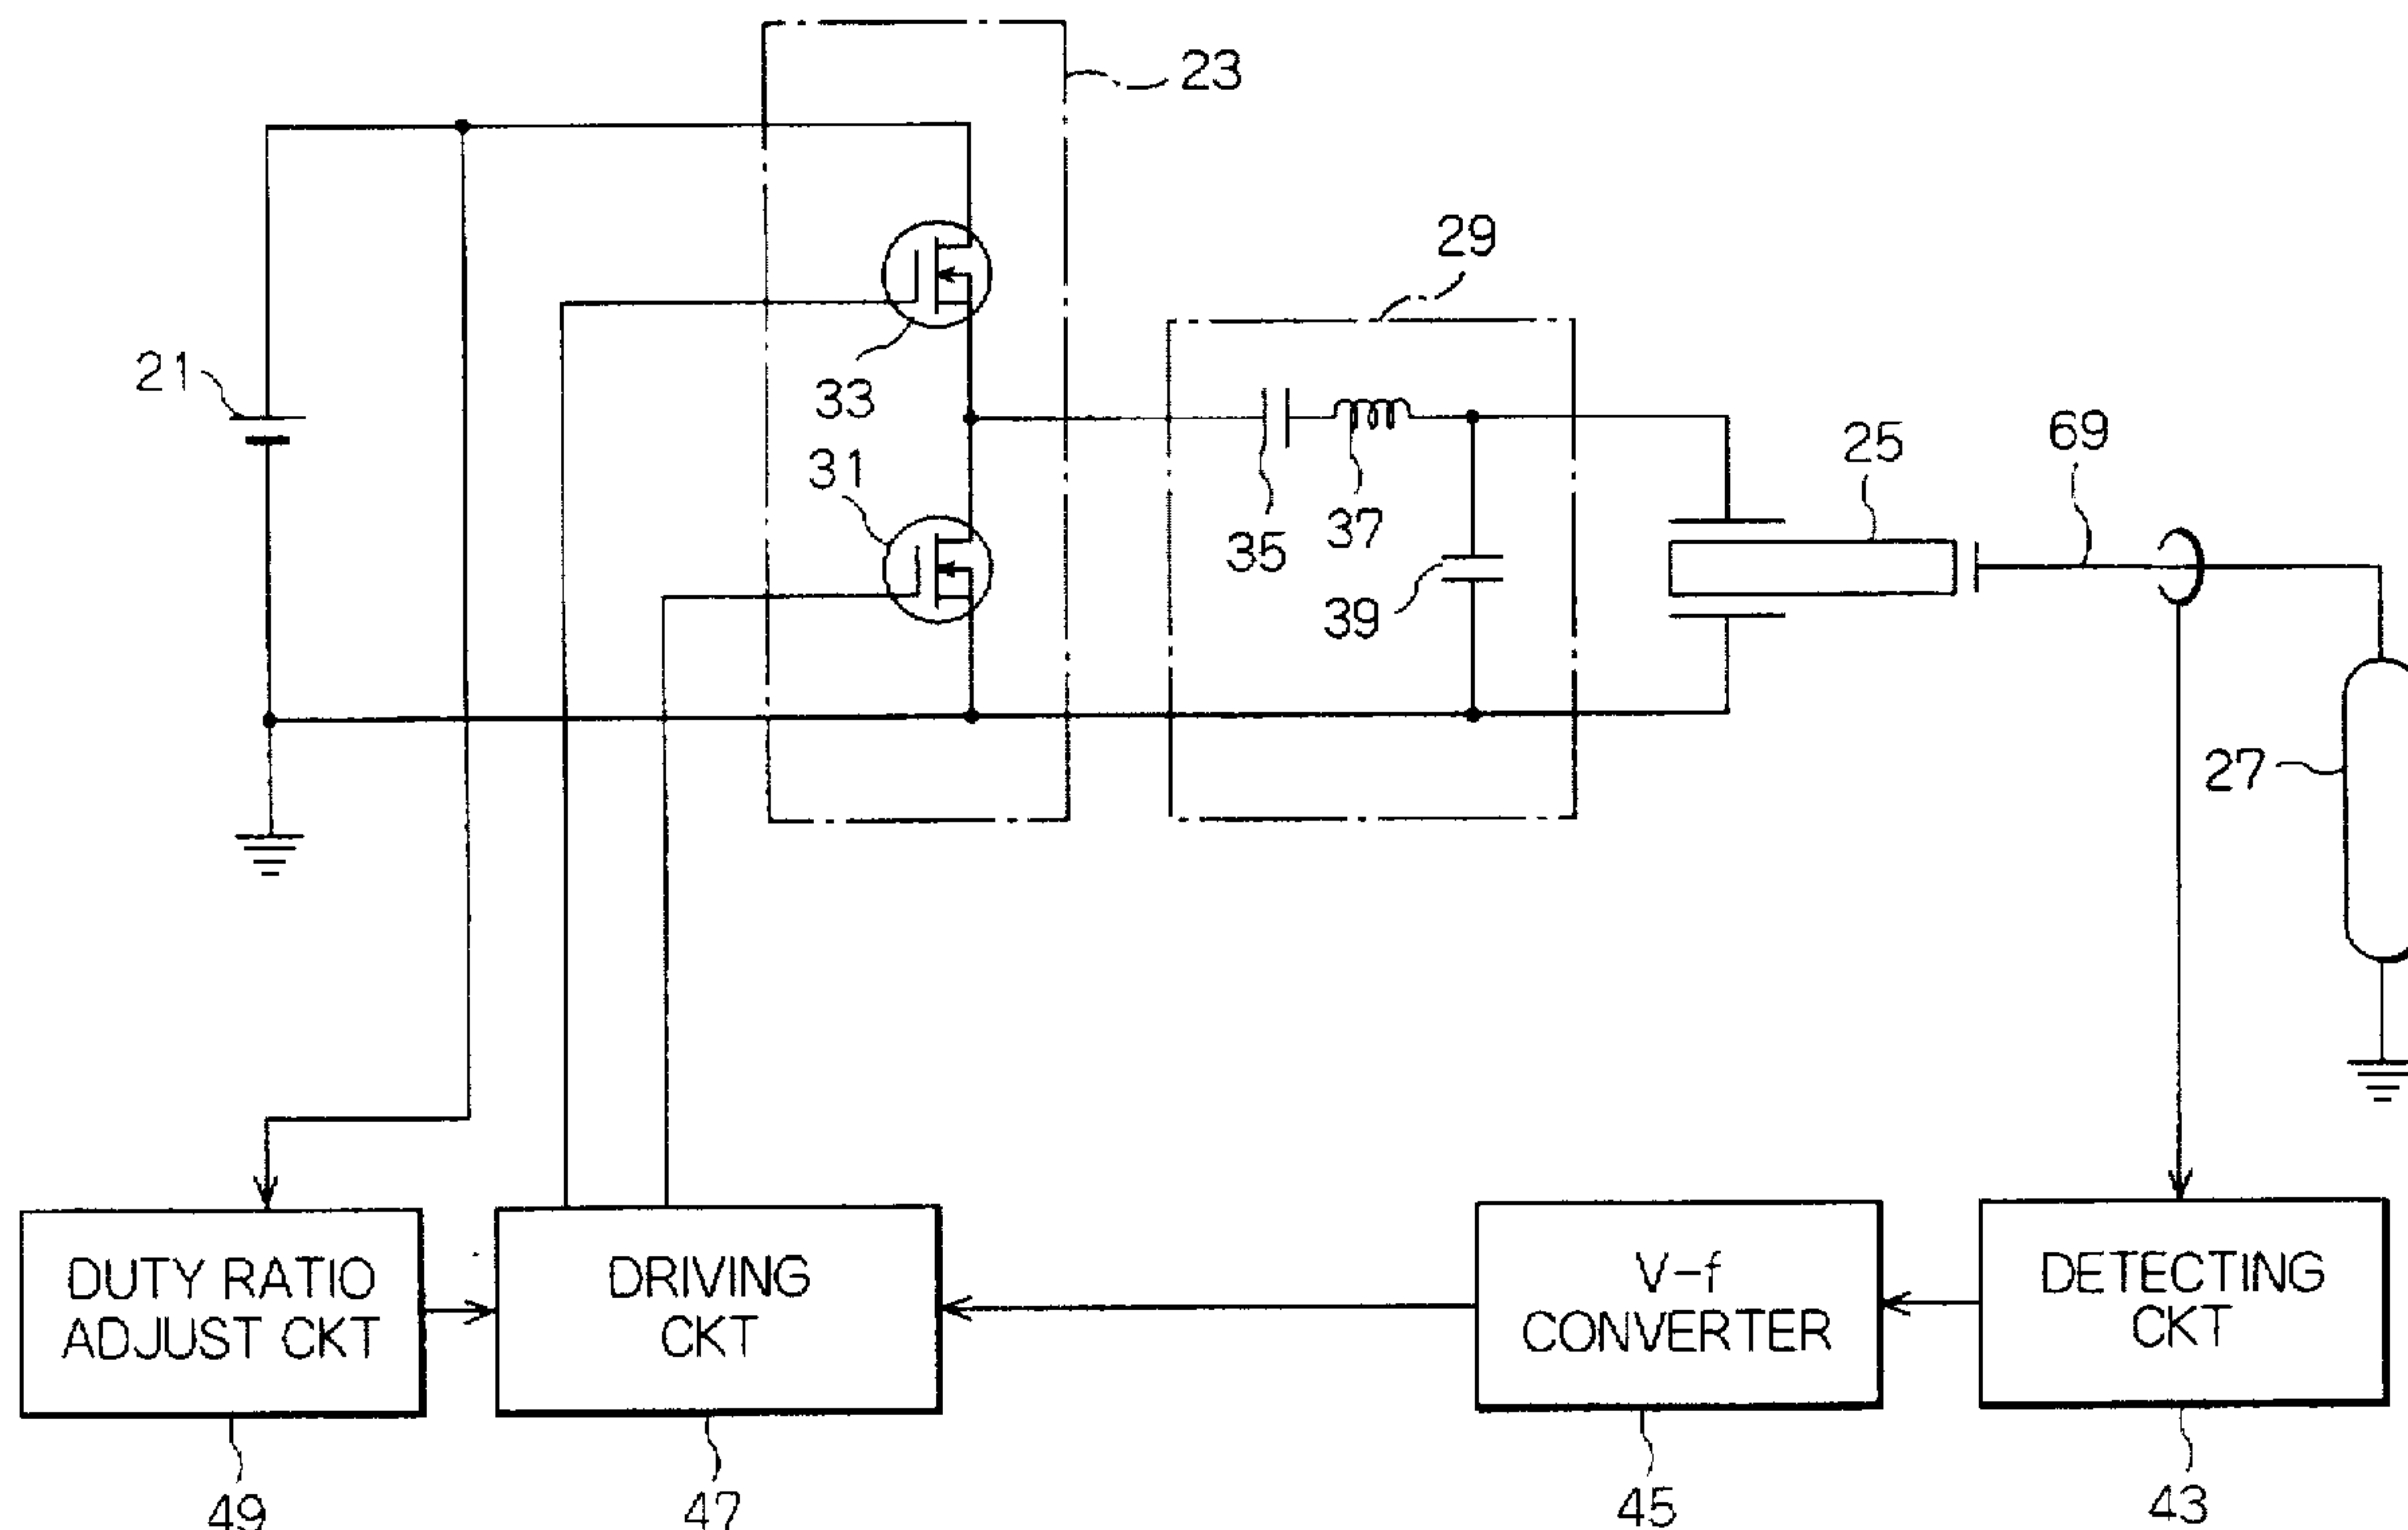 23
29
21
33
69
25
31
35
37
39
27
DUTY RATIO
ADJUST CKT
DRIVING
CKT
V-f
CONVERTER
DETECTING
CKT
49
47
45
43